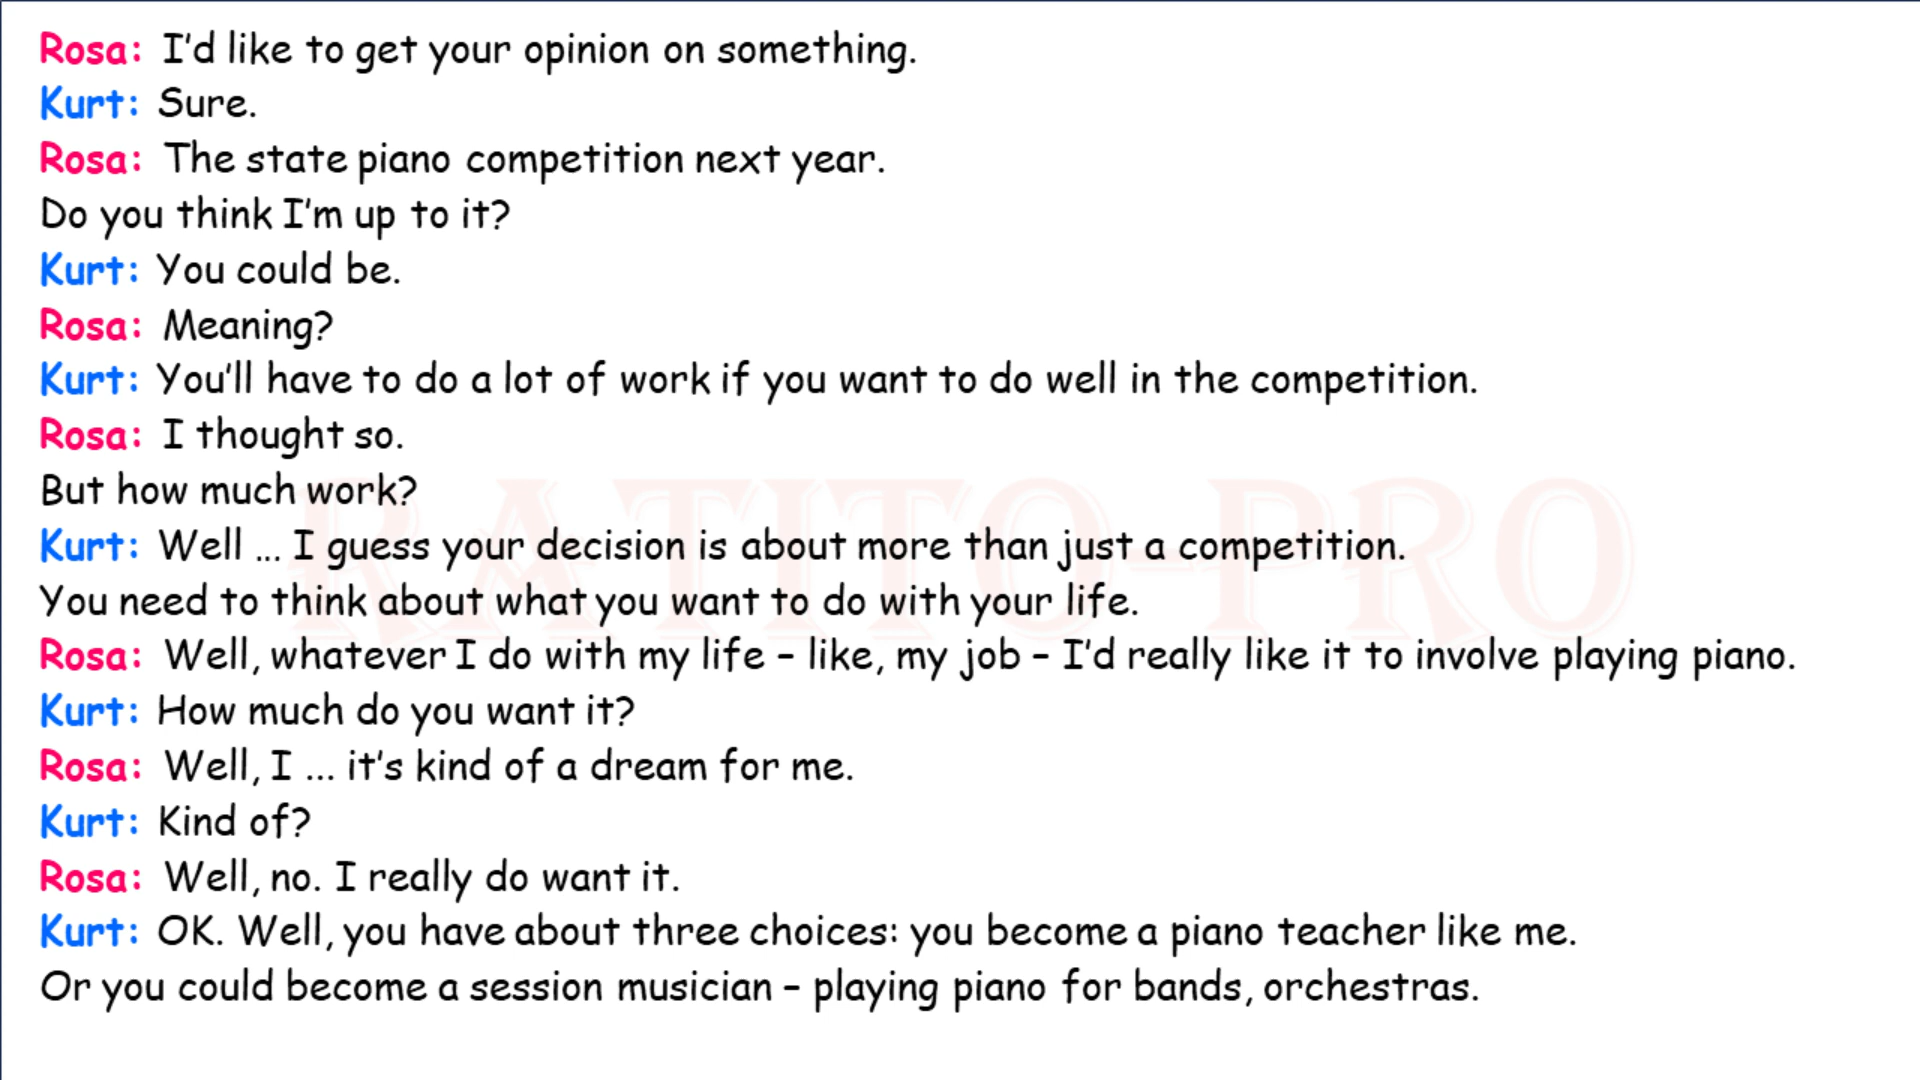 Rosa: I'd like to get your opinion on something.
Kurt: Sure.
Rosa: The state piano competition next year.
Do you think I'm up to it?
Kurt: You could be.
Rosa: Meaning?
Kurt: You'll have to do a lot of work if you want to do well in the competition.
Rosa: I thought so.
But how much work?
RATITO-PRO
Kurt: Well ... I guess your decision is about more than just a competition.
You need to think about what you want to do with your life.
Rosa: Well, whatever I do with my life – like, my job – I'd really like it to involve playing piano.
Kurt: How much do you want it?
Rosa: Well, I ... it's kind of a dream for me.
Kurt: Kind of?
Rosa: Well, no. I really do want it.
Kurt: OK. Well, you have about three choices: you become a piano teacher like me.
Or you could become a session musician – playing piano for bands, orchestras.